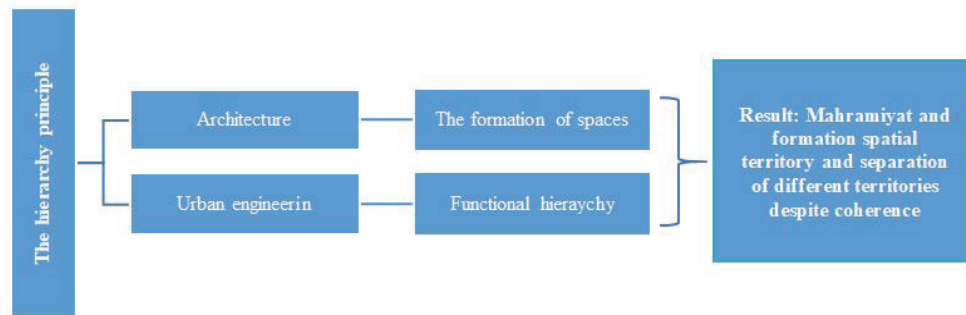 The hierarchy principle
Architecture
The formation of spaces
Urban engineerin
Functional hieraychy
Result: Mahramiyat and
formation spatial
territory and separation
of different territories
despite coherence